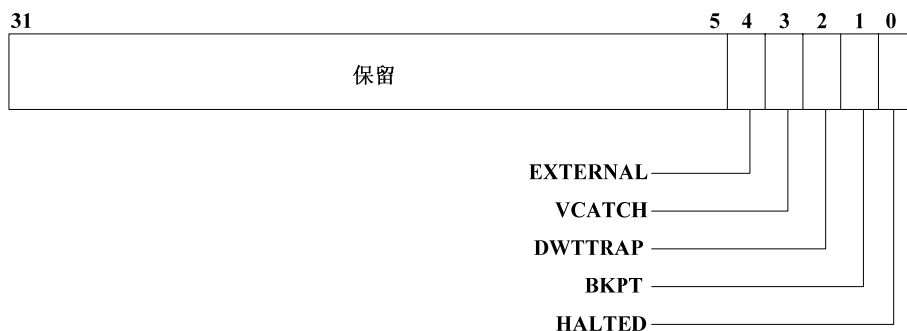 31 5 4 3 2 1 0
保留
EXTERNAL
VCATCH
DWTTRAP
BKPT
HALTED